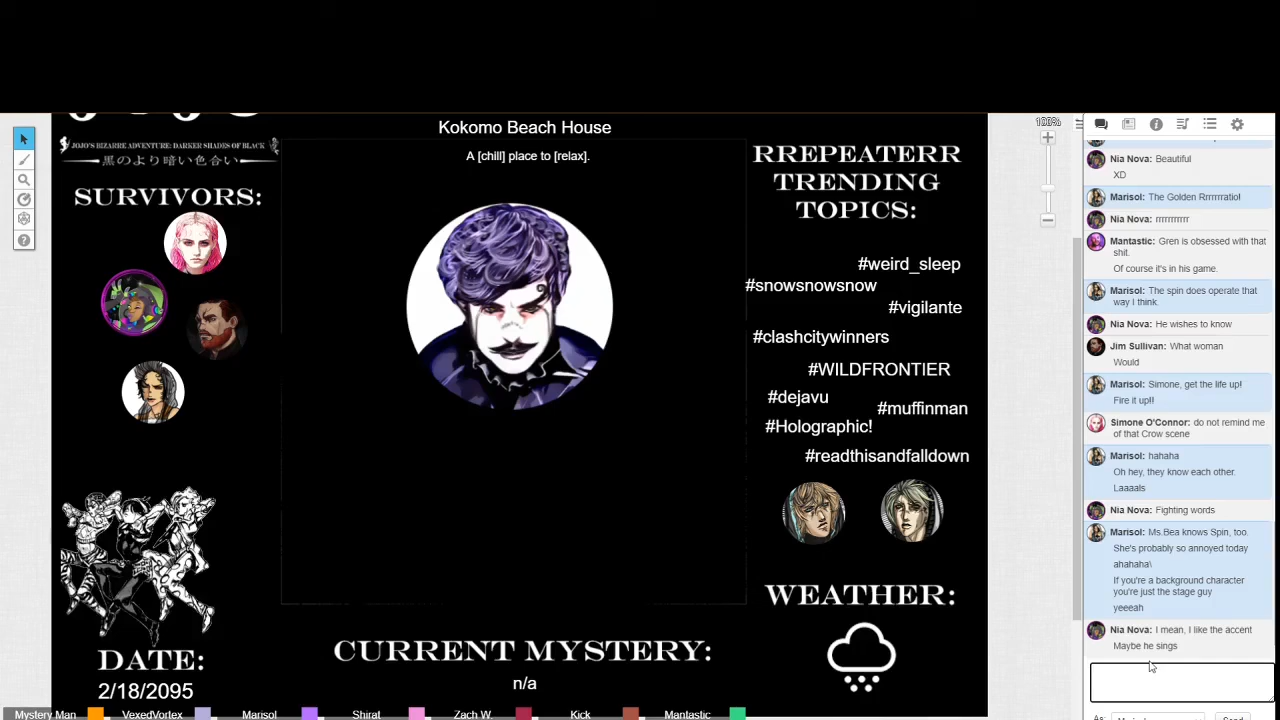 JOJO'S BIZARRE ADVENTURE: DARKER SHADES OF BLACK
黒のより暗い色合い
SURVIVORS:
DATE:
2/18/2095
Kokomo Beach House
A [chill] place to [relax].
CURRENT MYSTERY:
n/a
RREPEATERR
TRENDING
TOPICS:
#weird_sleep
#snowsnowsnow
#vigilante
#clashcitywinners
#WILDFRONTIER
#dejavu
#muffinman
#Holographic!
#readthisandfalldown
WEATHER:
100%
Nia Nova: Beautiful
XD
Marisol: The Golden Rrrrrrratio!
Nia Nova: rrrrrrrrrrr
Mantastic: Gren is obsessed with that
shit.
Of course it's in his game.
Marisol: The spin does operate that
way I think.
Nia Nova: He wishes to know
Jim Sullivan: What woman
Would
Marisol: Simone, get the life up!
Fire it up!!
Simone O'Connor: do not remind me
of that Crow scene
Marisol: hahaha
Oh hey, they know each other.
Laaaals
Nia Nova: Fighting words
Marisol: Ms.Bea knows Spin, too.
She's probably so annoyed today
ahahaha\
If you're a background character
you're just the stage guy
yeeeah
Nia Nova: I mean, I like the accent
Maybe he sings
As:
Send
Mystery Man
VexedVortex
Marisol
Shirat
Zach W.
Kick
Mantastic